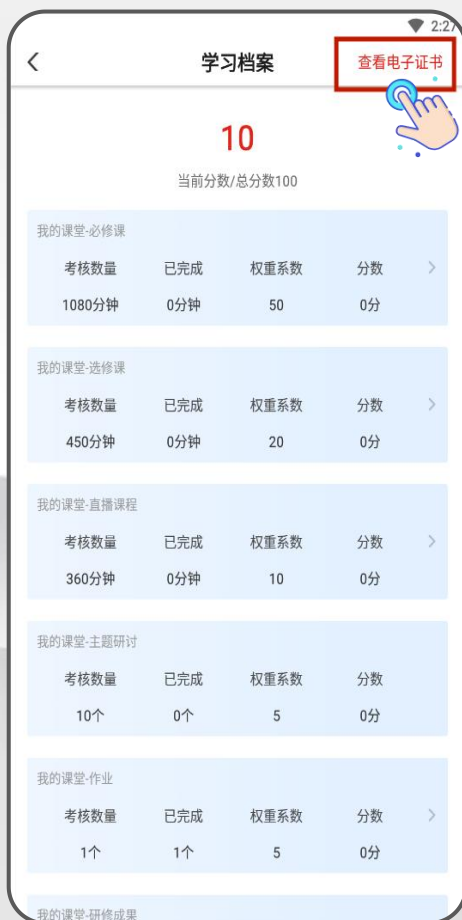 2:27
学习档案
查看电子证书
10
当前分数/总分数100
我的课堂-必修课
考核数量 已完成 权重系数 分数
1080分钟 0分钟 50 0分
我的课堂-选修课
考核数量 已完成 权重系数 分数
450分钟 0分钟 20 0分
我的课堂-直播课程
考核数量 已完成 权重系数 分数
360分钟 0分钟 10 0分
我的课堂-主题研讨
考核数量 已完成 权重系数 分数
10个 0个 5 0分
我的课堂-作业
考核数量 已完成 权重系数 分数
1个 1个 5 0分
我的课堂-研修成果